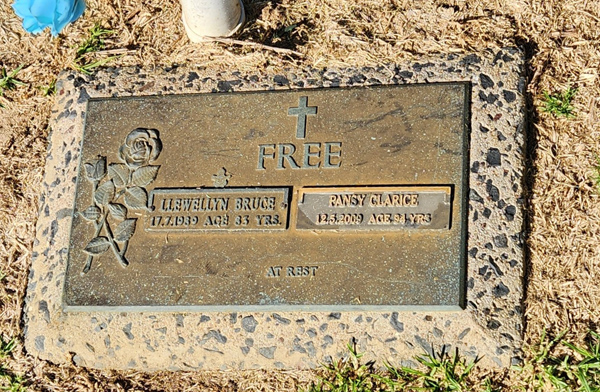 FREE
LLEWELLYN BRUCE
17.7.1989 AGE 83 YRS.
PANSY CLARICE
12.5.2009 AGE 94 YRS
AT REST